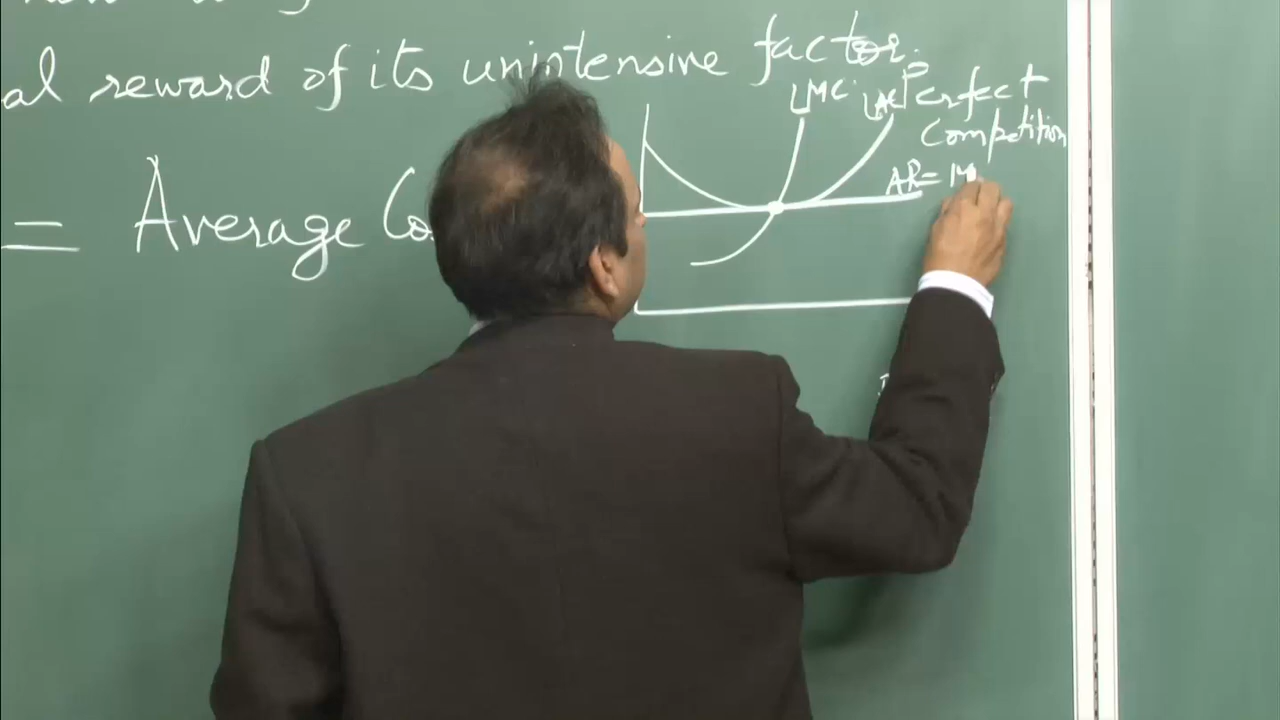 al reward of its unintensive factor.
LMC LAC Perfect
Competition
AR = M
= Average Co